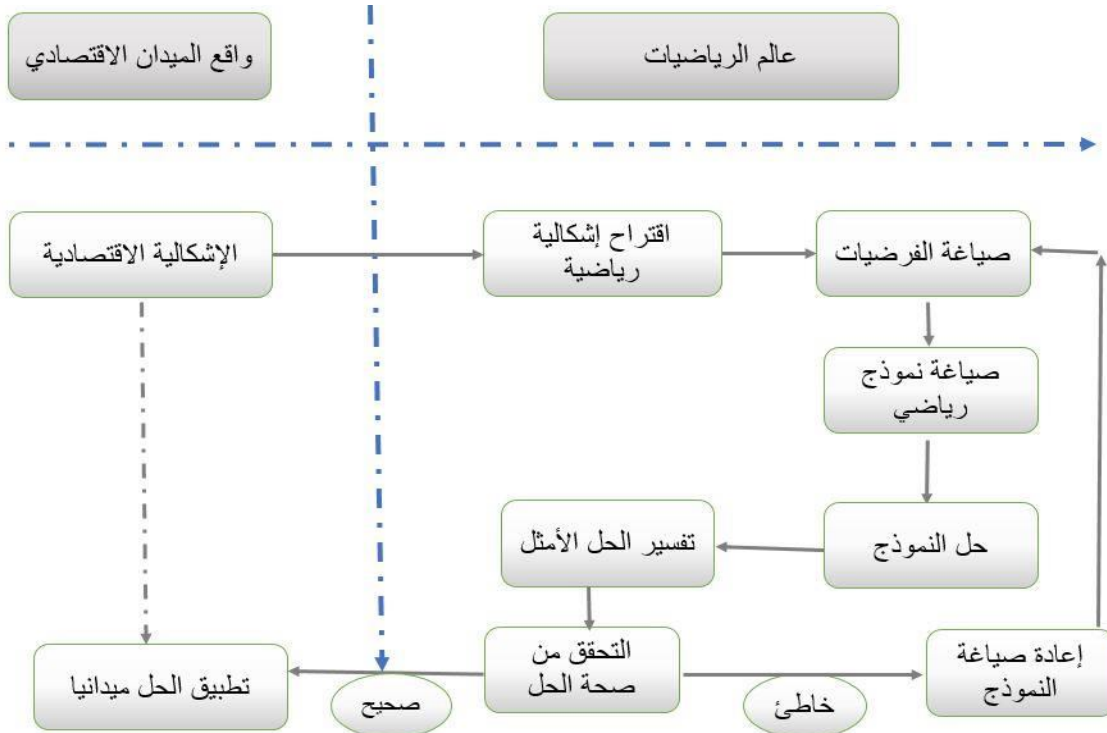 عالم الرياضيات
واقع الميدان الاقتصادي
الإشكالية الاقتصادية
اقتراح إشكالية
رياضية
صياغة الفرضيات
صياغة نموذج
رياضي
حل النموذج
تفسير الحل الأمثل
التحقق من
صحة الحل
صحيح
تطبيق الحل ميدانيا
خاطئ
إعادة صياغة
النموذج